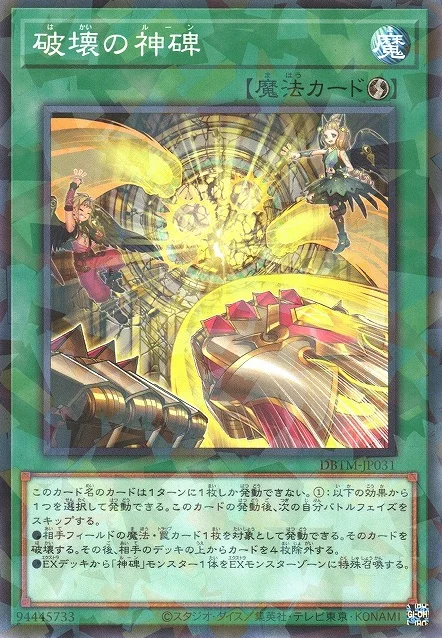 破壊の神碑
魔
【魔法カード】
DBTM-JP031
このカード名のカードは1ターンに1枚しか発動できない。①:以下の効果から
1つを選択して発動できる。このカードの発動後、次の自分バトルフェイズを
スキップする。
●相手フィールドの魔法・罠カード1枚を対象として発動できる。そのカードを
破壊する。その後、相手のデッキの上からカードを4枚除外する。
●EXデッキから「神碑」モンスター1体をEXモンスターゾーンに特殊召喚する。
94445733
©スタジオ・ダイス/集英社・テレビ東京・KONAMI